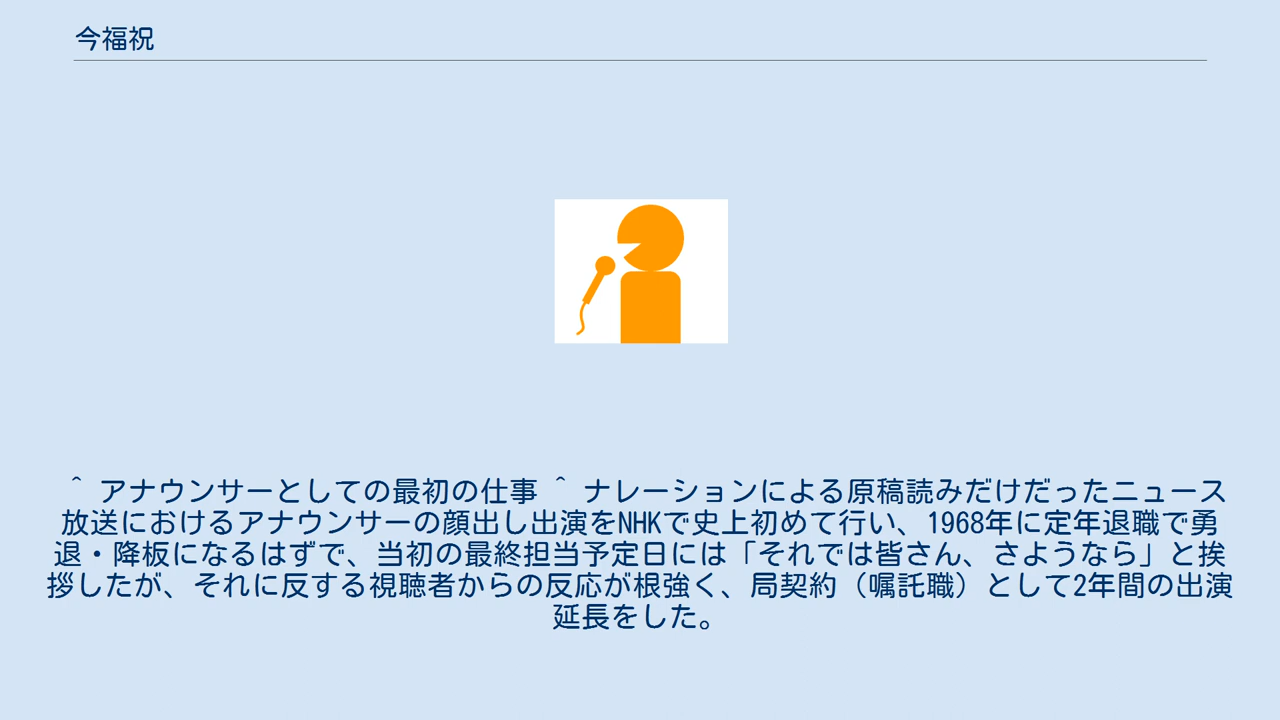 今福祝
^ アナウンサーとしての最初の仕事 ^ ナレーションによる原稿読みだけだったニュース
放送におけるアナウンサーの顔出し出演をNHKで史上初めて行い、1968年に定年退職で勇
退・降板になるはずで、当初の最終担当予定日には「それでは皆さん、さようなら」と挨
拶したが、それに反する視聴者からの反応が根強く、局契約（嘱託職）として2年間の出演
延長をした。